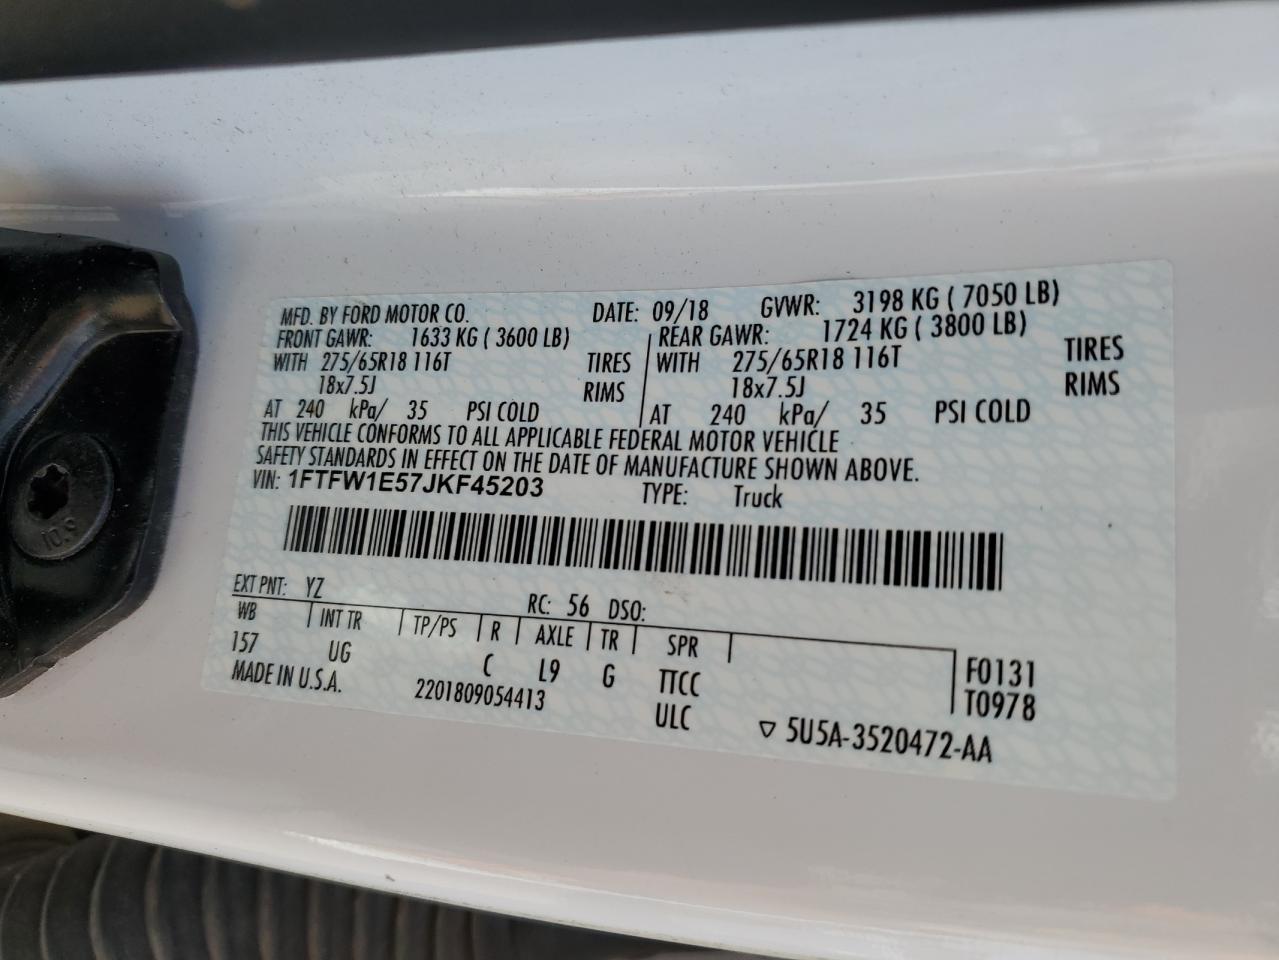 MFD. BY FORD MOTOR CO. DATE: 09/18 GVWR: 3198 KG ( 7050 LB)
FRONT GAWR: 1633 KG ( 3600 LB) REAR GAWR: 1724 KG ( 3800 LB)
WITH 275/65R18 116T TIRES WITH 275/65R18 116T TIRES
18x7.5J RIMS 18x7.5J RIMS
AT 240 kPa/ 35 PSI COLD AT 240 kPa/ 35 PSI COLD
THIS VEHICLE CONFORMS TO ALL APPLICABLE FEDERAL MOTOR VEHICLE
SAFETY STANDARDS IN EFFECT ON THE DATE OF MANUFACTURE SHOWN ABOVE.
VIN: 1FTFW1E57JKF45203 TYPE: Truck
EXT PNT: YZ RC: 56 DSO:
WB INT TR TP/PS R AXLE TR SPR
157 UG C L9 G TTCC F0131
MADE IN U.S.A. 2201809054413 ULC T0978
▽ 5U5A-3520472-AA
10.9